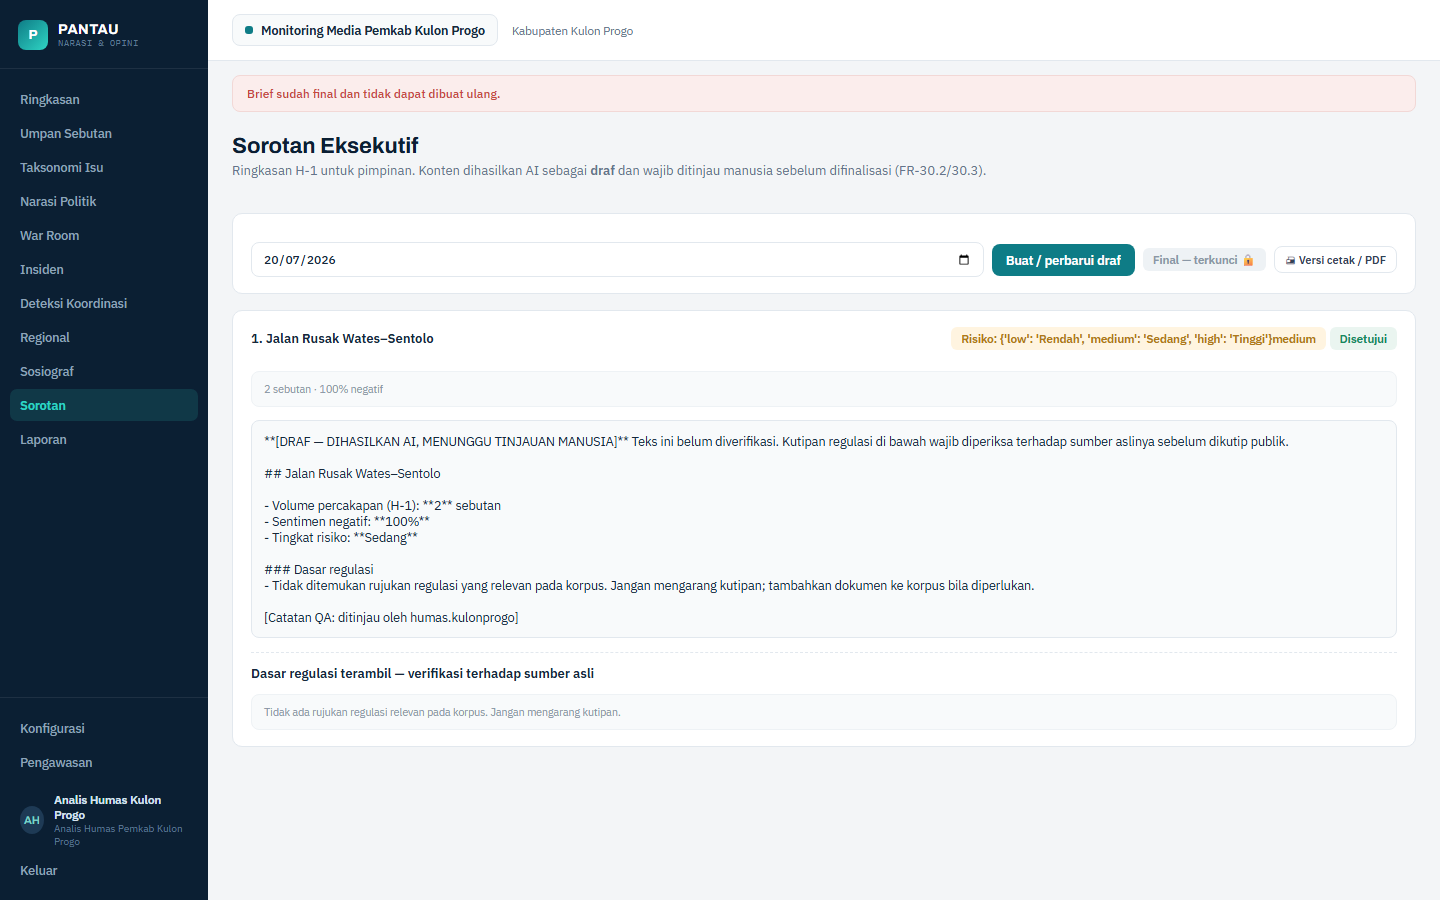 P
PANTAU
NARASI & OPINI
Ringkasan
Umpan Sebutan
Taksonomi Isu
Narasi Politik
War Room
Insiden
Deteksi Koordinasi
Regional
Sosiograf
Sorotan
Laporan
Konfigurasi
Pengawasan
AH
Analis Humas Kulon
Progo
Analis Humas Pemkab Kulon
Progo
Keluar
Monitoring Media Pemkab Kulon Progo
Kabupaten Kulon Progo
Brief sudah final dan tidak dapat dibuat ulang.
Sorotan Eksekutif
Ringkasan H-1 untuk pimpinan. Konten dihasilkan AI sebagai draf dan wajib ditinjau manusia sebelum difinalisasi (FR-30.2/30.3).
20/07/2026
Buat / perbarui draf
Final — terkunci 🔒
🖨 Versi cetak / PDF
1. Jalan Rusak Wates–Sentolo
Risiko: {'low': 'Rendah', 'medium': 'Sedang', 'high': 'Tinggi'}medium
Disetujui
2 sebutan · 100% negatif
**[DRAF — DIHASILKAN AI, MENUNGGU TINJAUAN MANUSIA]** Teks ini belum diverifikasi. Kutipan regulasi di bawah wajib diperiksa terhadap sumber aslinya sebelum dikutip publik.
## Jalan Rusak Wates–Sentolo
- Volume percakapan (H-1): **2** sebutan
- Sentimen negatif: **100%**
- Tingkat risiko: **Sedang**
### Dasar regulasi
- Tidak ditemukan rujukan regulasi yang relevan pada korpus. Jangan mengarang kutipan; tambahkan dokumen ke korpus bila diperlukan.
[Catatan QA: ditinjau oleh humas.kulonprogo]
Dasar regulasi terambil — verifikasi terhadap sumber asli
Tidak ada rujukan regulasi relevan pada korpus. Jangan mengarang kutipan.